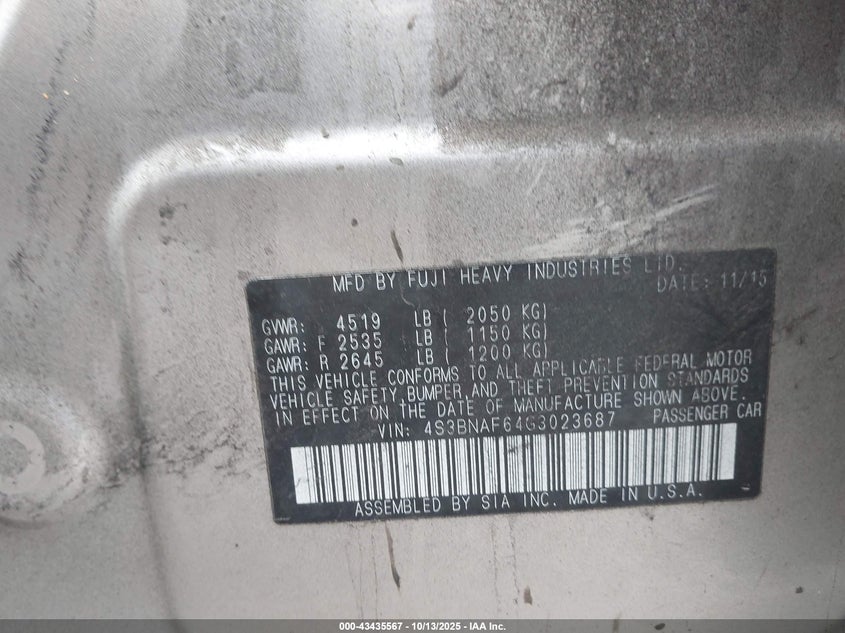 MFD BY FUJI HEAVY INDUSTRIES LTD.
DATE: 11/15
GVWR: 4519 LB ( 2050 KG)
GAWR: F 2535 LB ( 1150 KG)
GAWR: R 2645 LB ( 1200 KG)
THIS VEHICLE CONFORMS TO ALL APPLICABLE FEDERAL MOTOR
VEHICLE SAFETY, BUMPER, AND THEFT PREVENTION STANDARDS
IN EFFECT ON THE DATE OF MANUFACTURE SHOWN ABOVE.
VIN: 4S3BNAF64G3023687 PASSENGER CAR
ASSEMBLED BY SIA INC. MADE IN U.S.A.
000-43435567 - 10/13/2025 - IAA Inc.